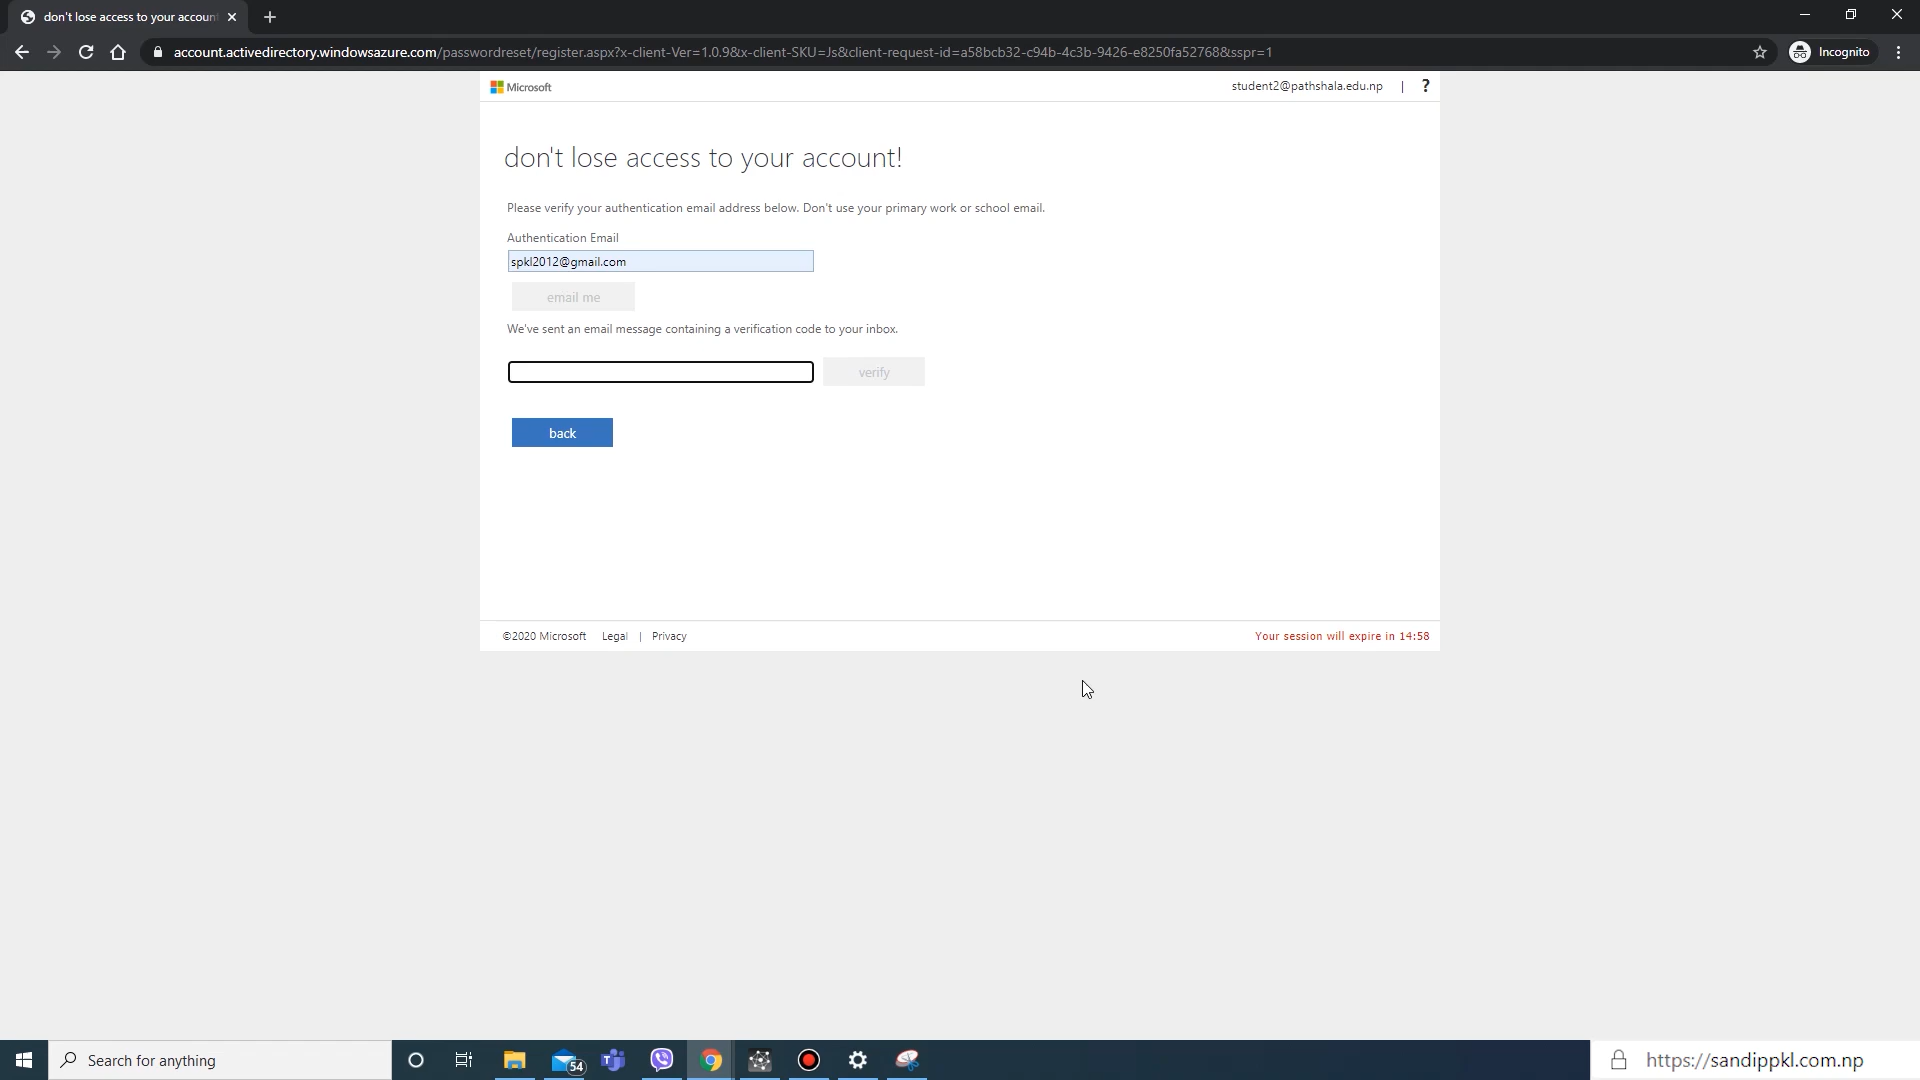 don't lose access to your accoun
account.activedirectory.windowsazure.com/passwordreset/register.aspx?x-client-Ver=1.0.9&x-client-SKU=Js&client-request-id=a58bcb32-c94b-4c3b-9426-e8250fa52768&sspr=1
Incognito
Microsoft
student2@pathshala.edu.np | ?
don't lose access to your account!
Please verify your authentication email address below. Don't use your primary work or school email.
Authentication Email
spkl2012@gmail.com
email me
We've sent an email message containing a verification code to your inbox.
verify
back
©2020 Microsoft Legal | Privacy
Your session will expire in 14:58
Search for anything
54
https://sandippkl.com.np